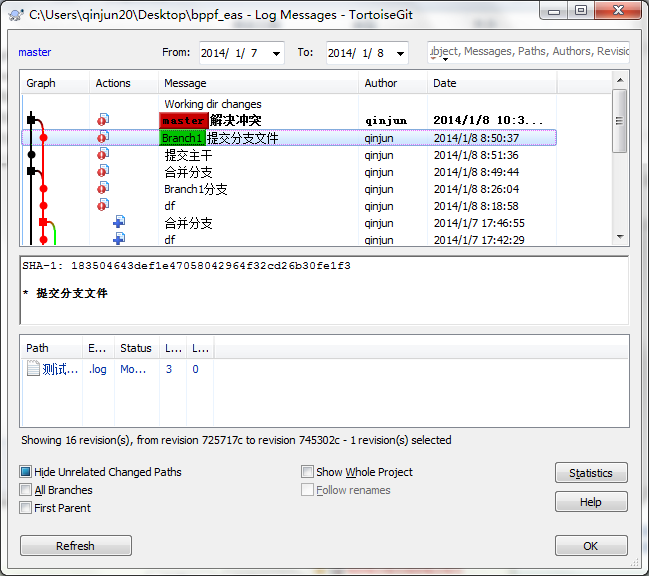 C:\Users\qinjun20\Desktop\bppf_eas - Log Messages - TortoiseGit
master From: 2014/ 1/ 7 To: 2014/ 1/ 8 Messages, Paths, Authors,
Graph Actions Message Author Date
Working dir changes
master 解决冲突 qinjun 2014/1/8 10:3...
Branch1 提交分支文件 qinjun 2014/1/8 8:50:37
提交主干 qinjun 2014/1/8 8:51:36
合并分支 qinjun 2014/1/8 8:49:44
Branch1分支 qinjun 2014/1/8 8:26:04
df qinjun 2014/1/8 8:18:58
合并分支 qinjun 2014/1/7 17:46:55
df qinjun 2014/1/7 17:42:29
SHA-1: 183504643def1e47058042964f32cd26b30fe1f3
* 提交分支文件
Path E... Status L... L...
测试... .log Mo... 3 0
Showing 16 revision(s), from revision 725717c to revision 745302c - 1 revision(s) selected
Hide Unrelated Changed Paths Show Whole Project Statistics
All Branches Follow renames
Help
First Parent
Refresh OK